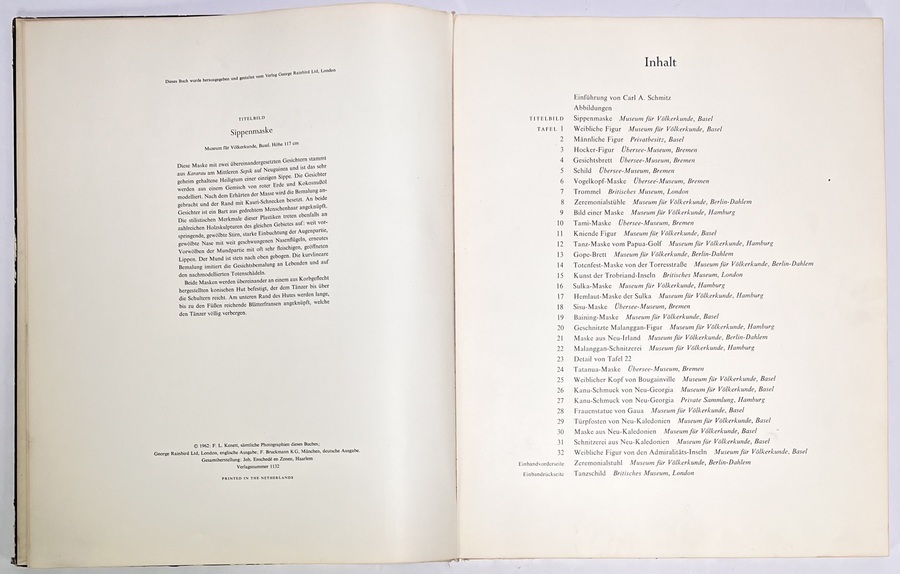 Dieses Buch wurde herausgegeben und gestaltet vom Verlag George Rainbird Ltd, London
TITELBILD
Sippenmaske
Museum für Völkerkunde, Basel. Höhe 117 cm
Diese Maske mit zwei übereinandergesetzten Gesichtern stammt
aus Kararau am Mittleren Sepik auf Neuguinea und ist das sehr
geheim gehaltene Heiligtum einer einzigen Sippe. Die Gesichter
werden aus einem Gemisch von roter Erde und Kokosnußöl
modelliert. Nach dem Erhärten der Masse wird die Bemalung an-
gebracht und der Rand mit Kauri-Schnecken besetzt. An beide
Gesichter ist ein Bart aus gedrehtem Menschenhaar angeknüpft.
Die stilistischen Merkmale dieser Plastiken treten ebenfalls an
zahlreichen Holzskulpturen des gleichen Gebietes auf: weit vor-
springende, gewölbte Stirn, starke Einbuchtung der Augenpartie,
gewölbte Nase mit weit geschwungenen Nasenflügeln, erneutes
Vorwölben der Mundpartie mit oft sehr fleischigen, geöffneten
Lippen. Der Mund ist stets nach oben gebogen. Die kurvlineare
Bemalung imitiert die Gesichtsbemalung an Lebenden und auf
den nachmodellierten Totenschädeln.
Beide Masken werden übereinander an einem aus Korbgeflecht
hergestellten konischen Hut befestigt, der dem Tänzer bis über
die Schultern reicht. Am unteren Rand des Hutes werden lange,
bis zu den Füßen reichende Blätterfransen angeknüpft, welche
den Tänzer völlig verbergen.
© 1962: F. L. Kenett, sämtliche Photographien dieses Buches;
George Rainbird Ltd, London, englische Ausgabe; F. Bruckmann KG, München, deutsche Ausgabe.
Gesamtherstellung: Joh. Enschedé en Zonen, Haarlem
Verlagsnummer 1132
PRINTED IN THE NETHERLANDS
Inhalt
Einführung von Carl A. Schmitz
Abbildungen
TITELBILD Sippenmaske Museum für Völkerkunde, Basel
TAFEL 1 Weibliche Figur Museum für Völkerkunde, Basel
2 Männliche Figur Privatbesitz, Basel
3 Hocker-Figur Übersee-Museum, Bremen
4 Gesichtsbrett Übersee-Museum, Bremen
5 Schild Übersee-Museum, Bremen
6 Vogelkopf-Maske Übersee-Museum, Bremen
7 Trommel Britisches Museum, London
8 Zeremonialstühle Museum für Völkerkunde, Berlin-Dahlem
9 Bild einer Maske Museum für Völkerkunde, Hamburg
10 Tami-Maske Übersee-Museum, Bremen
11 Kniende Figur Museum für Völkerkunde, Basel
12 Tanz-Maske vom Papua-Golf Museum für Völkerkunde, Hamburg
13 Gope-Brett Museum für Völkerkunde, Berlin-Dahlem
14 Totenfest-Maske von der Torresstraße Museum für Völkerkunde, Berlin-Dahlem
15 Kunst der Trobriand-Inseln Britisches Museum, London
16 Sulka-Maske Museum für Völkerkunde, Hamburg
17 Hemlaut-Maske der Sulka Museum für Völkerkunde, Hamburg
18 Sisu-Maske Übersee-Museum, Bremen
19 Baining-Maske Museum für Völkerkunde, Basel
20 Geschnitzte Malanggan-Figur Museum für Völkerkunde, Hamburg
21 Maske aus Neu-Irland Museum für Völkerkunde, Berlin-Dahlem
22 Malanggan-Schnitzerei Museum für Völkerkunde, Hamburg
23 Detail von Tafel 22
24 Tatanua-Maske Übersee-Museum, Bremen
25 Weiblicher Kopf von Bougainville Museum für Völkerkunde, Basel
26 Kanu-Schmuck von Neu-Georgia Museum für Völkerkunde, Basel
27 Kanu-Schmuck von Neu-Georgia Private Sammlung, Hamburg
28 Frauenstatue von Gaua Museum für Völkerkunde, Basel
29 Türpfosten von Neu-Kaledonien Museum für Völkerkunde, Basel
30 Maske aus Neu-Kaledonien Museum für Völkerkunde, Basel
31 Schnitzerei aus Neu-Kaledonien Museum für Völkerkunde, Basel
32 Weibliche Figur von den Admiralitäts-Inseln Museum für Völkerkunde, Basel
Einbandvorderseite Zeremonialstuhl Museum für Völkerkunde, Berlin-Dahlem
Einbandrückseite Tanzschild Britisches Museum, London